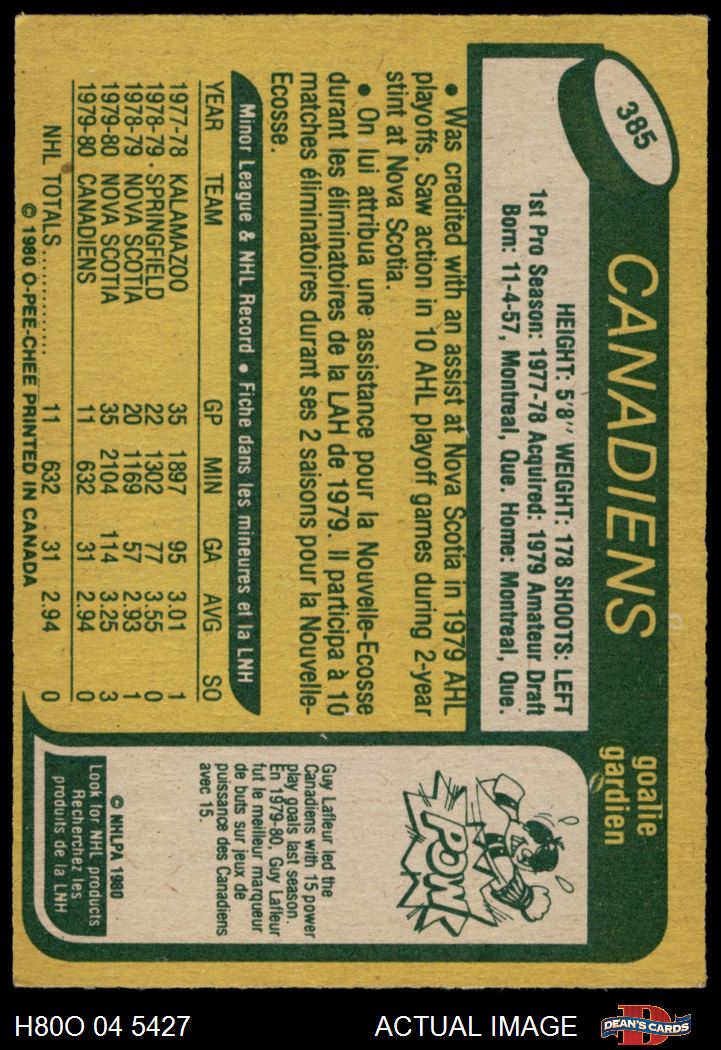 385
CANADIENS
goalie
gardien
HEIGHT: 5'8" WEIGHT: 178 SHOOTS: LEFT
1st Pro Season: 1977-78 Acquired: 1979 Amateur Draft
Born: 11-4-57, Montreal, Que. Home: Montreal, Que.
• Was credited with an assist at Nova Scotia in 1979 AHL
playoffs. Saw action in 10 AHL playoff games during 2-year
stint at Nova Scotia.
• On lui attribua une assistance pour la Nouvelle-Ecosse
durant les éliminatoires de la LAH de 1979. Il participa à 10
matches éliminatoires durant ses 2 saisons pour la Nouvelle-
Ecosse.
Minor League & NHL Record • Fiche dans les mineures et la LNH
YEAR TEAM GP MIN GA AVG SO
1977-78 KALAMAZOO 35 1897 95 3.01 1
1978-79 SPRINGFIELD 22 1302 77 3.55 0
1978-79 NOVA SCOTIA 20 1169 57 2.93 1
1979-80 NOVA SCOTIA 35 2104 114 3.25 3
1979-80 CANADIENS 11 632 31 2.94 0
NHL TOTALS .............. 11 632 31 2.94 0
© 1980 O-PEE-CHEE PRINTED IN CANADA
POW!
Guy Lafleur led the
Canadiens with 15 power
play goals last season.
En 1979-80, Guy Lafleur
fut le meilleur marqueur
de buts sur jeux de
puissance des Canadiens
avec 15.
© NHLPA 1980
Look for NHL products
Recherchez les
produits de la LNH
H80O 04 5427
ACTUAL IMAGE
D
DEAN'S CARDS